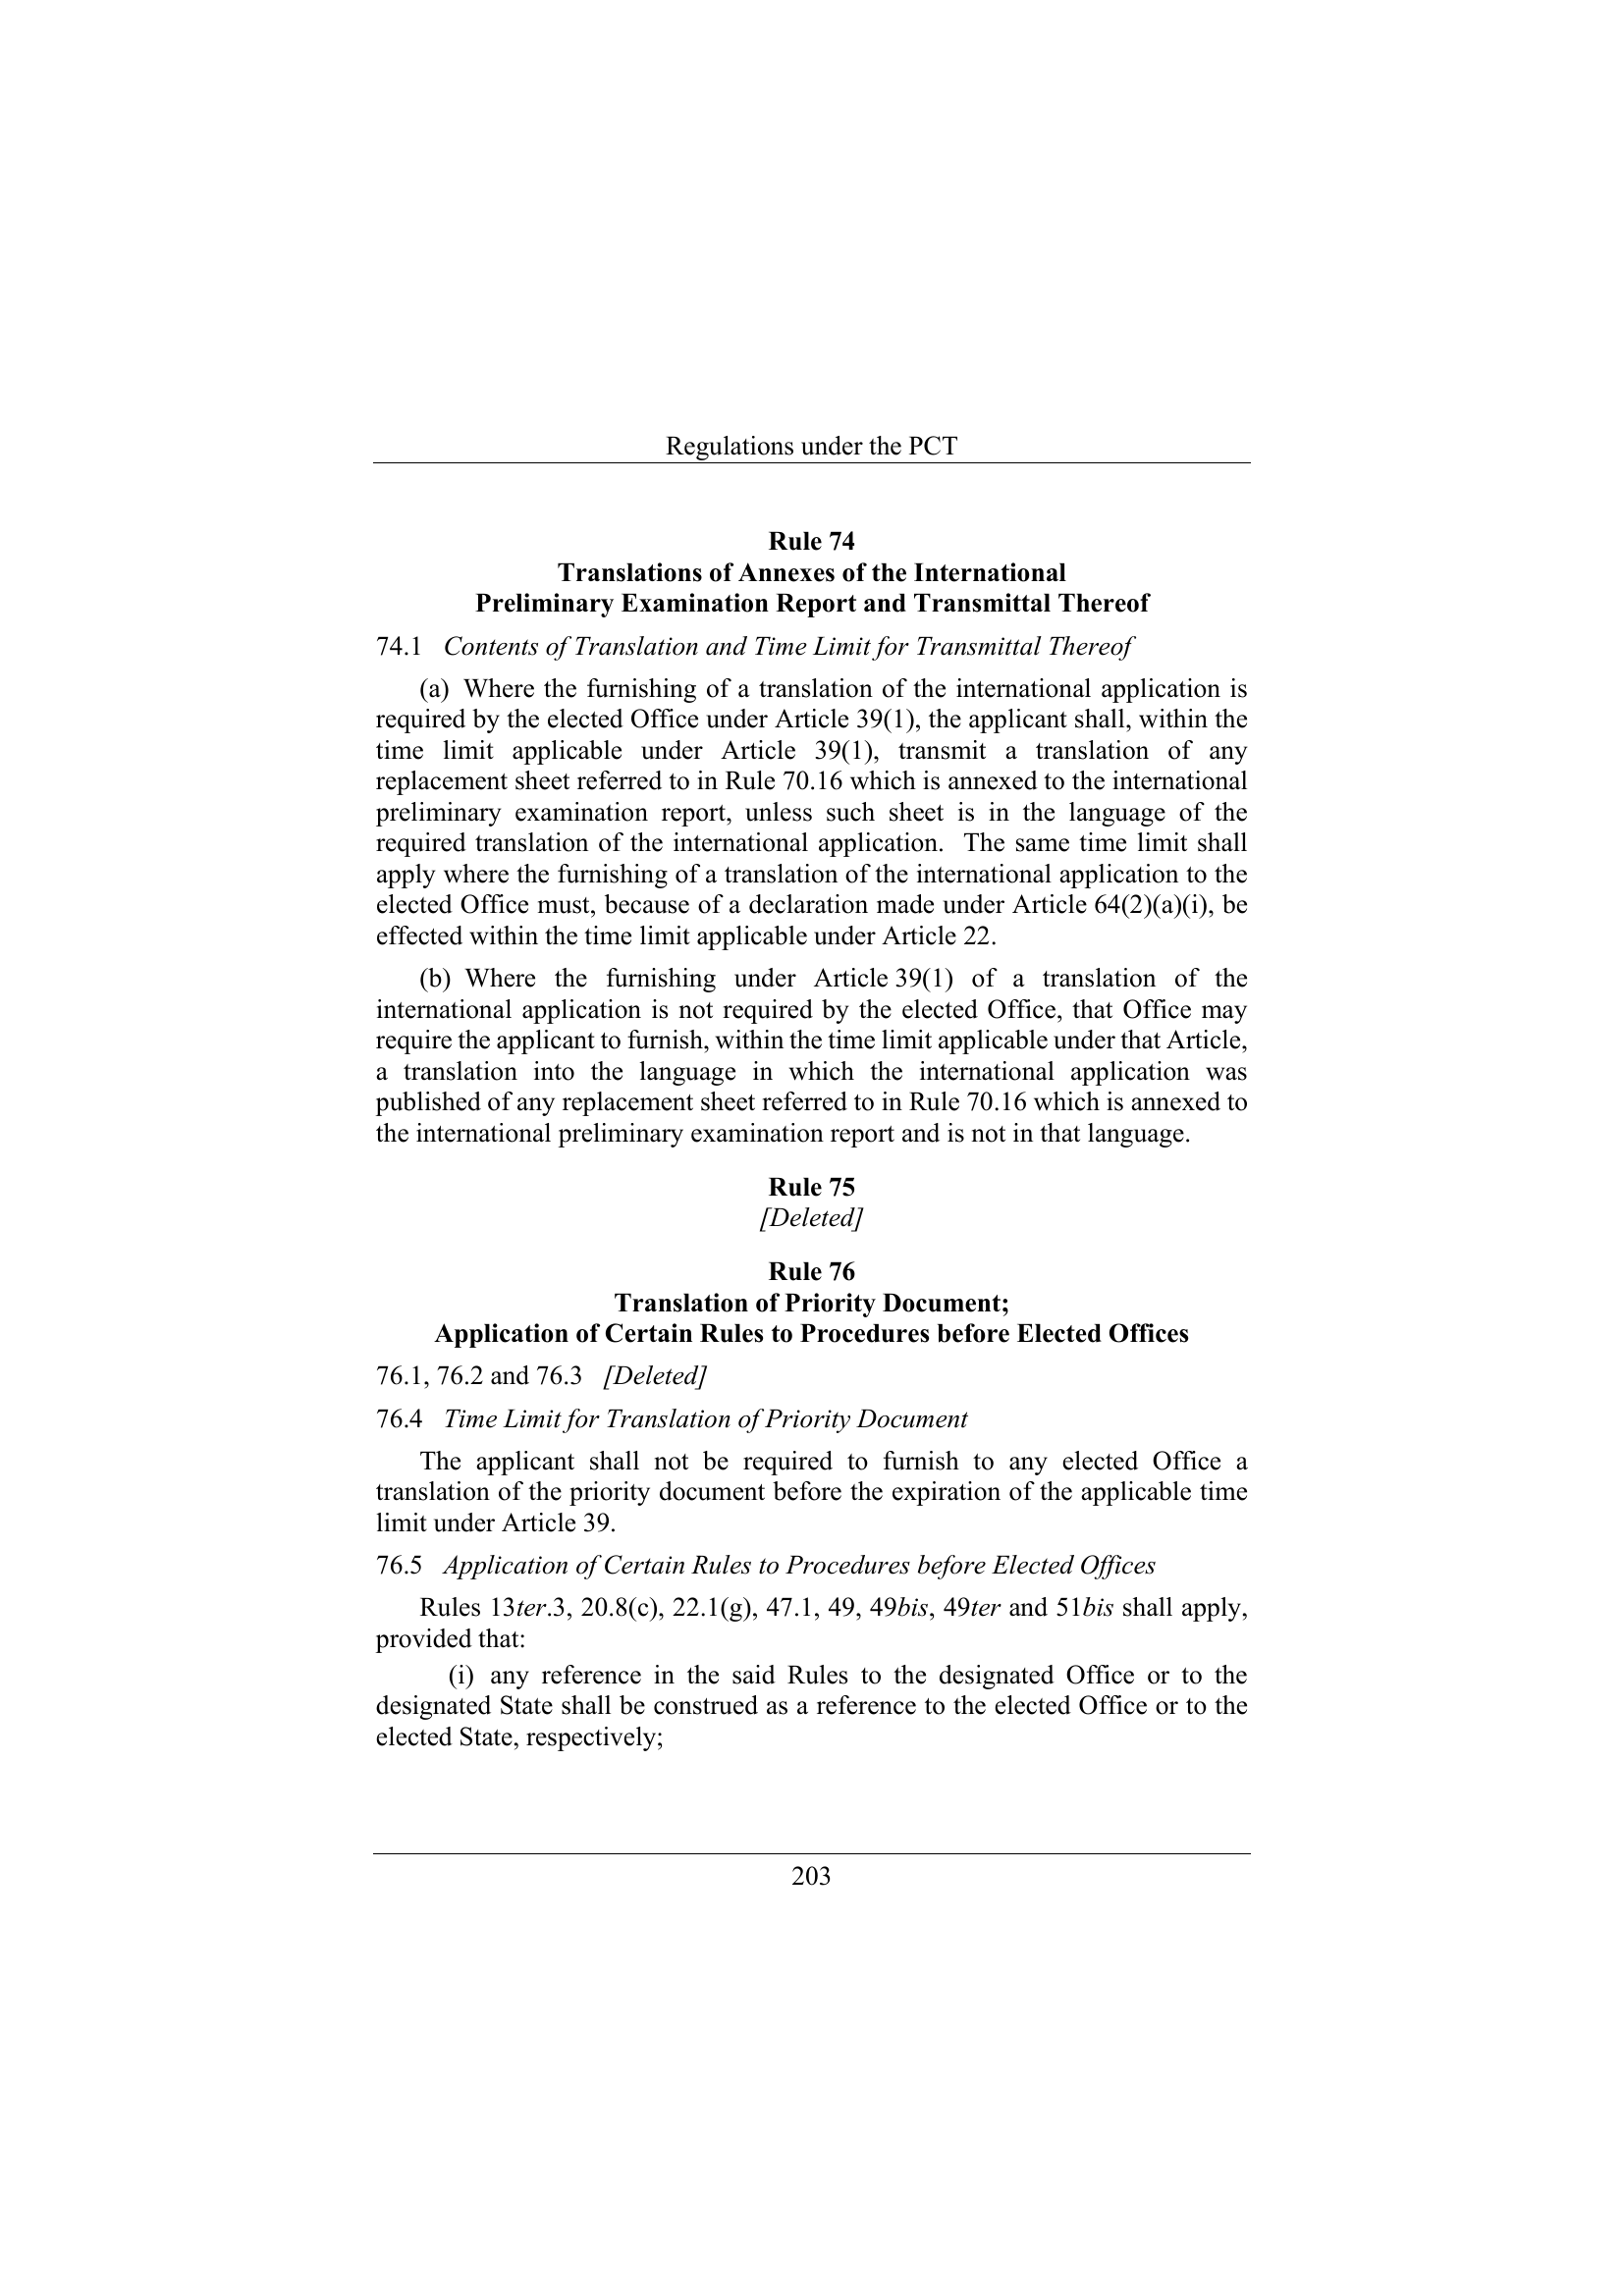 Regulations under the PCT
Rule 74
Translations of Annexes of the International
Preliminary Examination Report and Transmittal Thereof
74.1 Contents of Translation and Time Limit for Transmittal Thereof
(a) Where the furnishing of a translation of the international application is
required by the elected Office under Article 39(1), the applicant shall, within the
time limit applicable under Article 39(1), transmit a translation of any
replacement sheet referred to in Rule 70.16 which is annexed to the international
preliminary examination report, unless such sheet is in the language of the
required translation of the international application. The same time limit shall
apply where the furnishing of a translation of the international application to the
elected Office must, because of a declaration made under Article 64(2)(a)(i), be
effected within the time limit applicable under Article 22.
(b) Where the furnishing under Article 39(1) of a translation of the
international application is not required by the elected Office, that Office may
require the applicant to furnish, within the time limit applicable under that Article,
a translation into the language in which the international application was
published of any replacement sheet referred to in Rule 70.16 which is annexed to
the international preliminary examination report and is not in that language.
Rule 75
[Deleted]
Rule 76
Translation of Priority Document;
Application of Certain Rules to Procedures before Elected Offices
76.1, 76.2 and 76.3 [Deleted]
76.4 Time Limit for Translation of Priority Document
The applicant shall not be required to furnish to any elected Office a
translation of the priority document before the expiration of the applicable time
limit under Article 39.
76.5 Application of Certain Rules to Procedures before Elected Offices
Rules 13ter.3, 20.8(c), 22.1(g), 47.1, 49, 49bis, 49ter and 51bis shall apply,
provided that:
(i) any reference in the said Rules to the designated Office or to the
designated State shall be construed as a reference to the elected Office or to the
elected State, respectively;
203